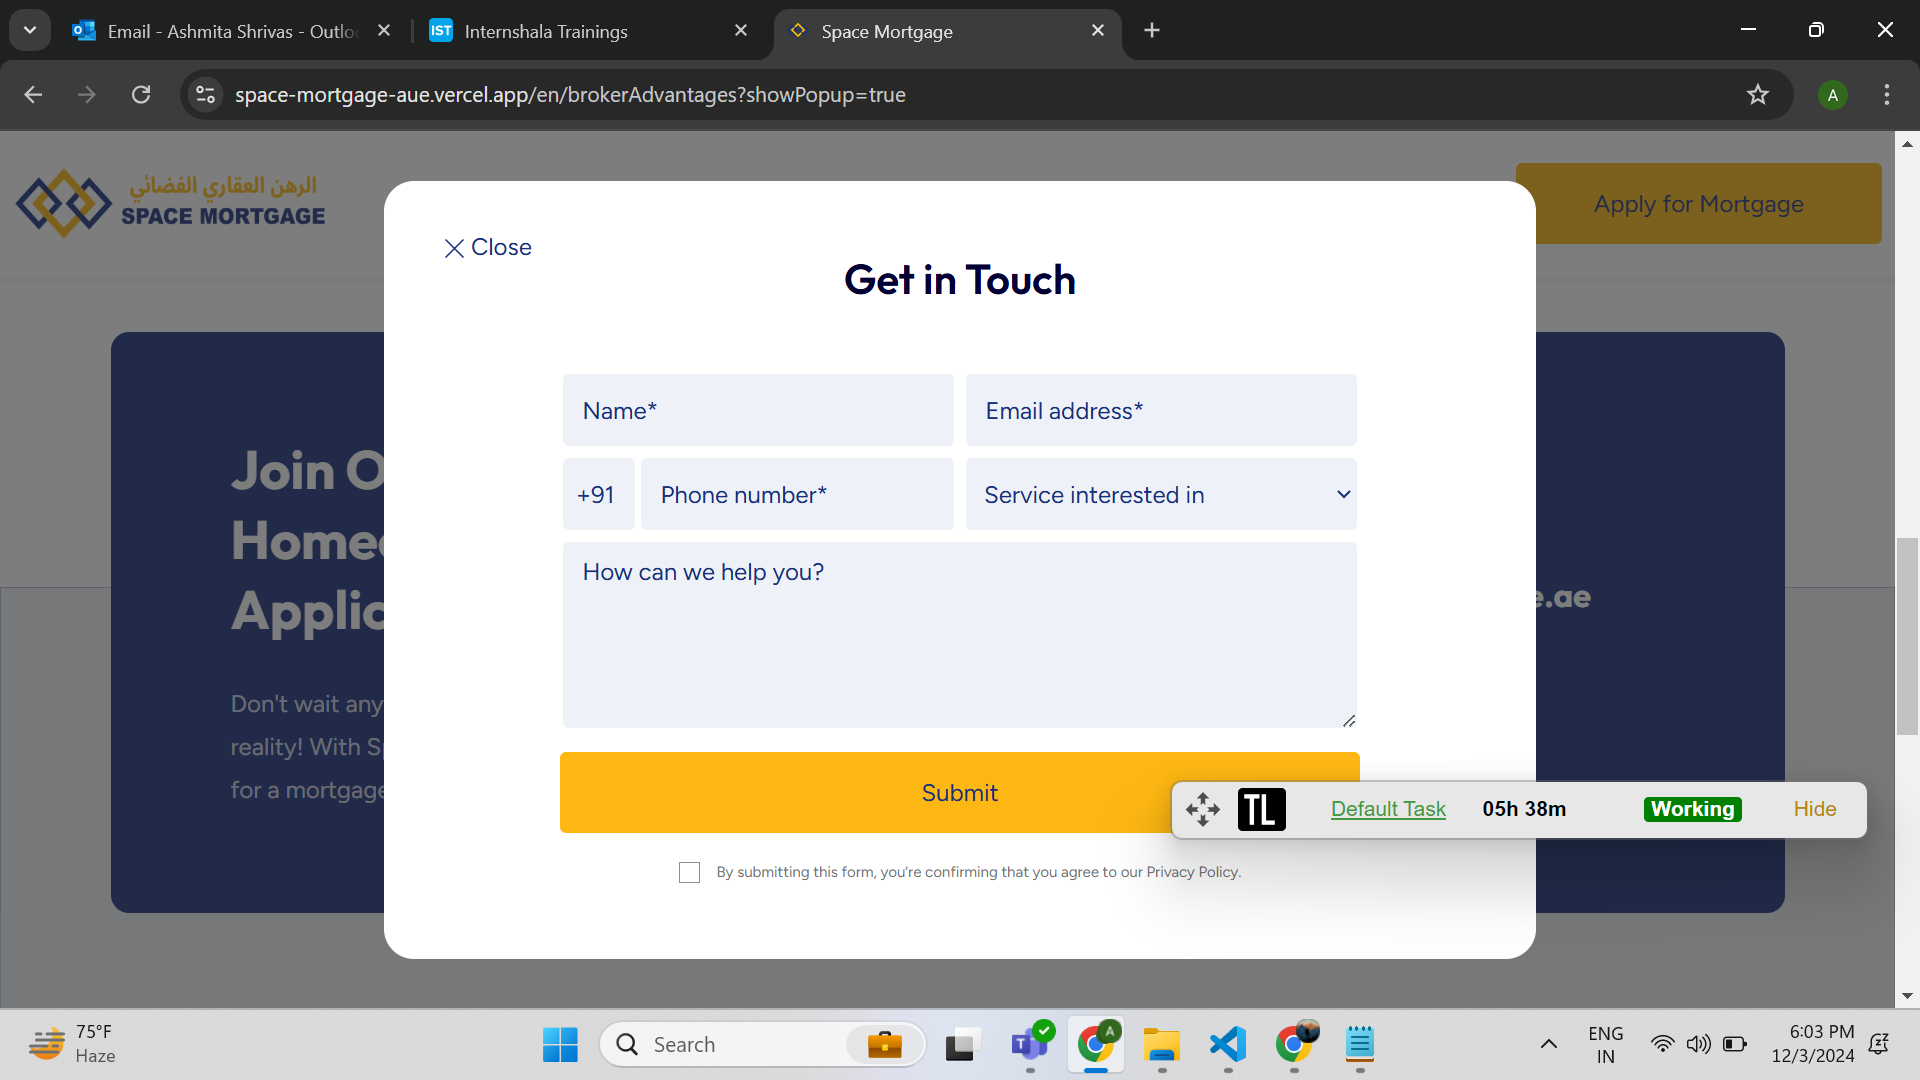 Email - Ashmita Shrivas - Outlo
IST Internshala Trainings
Space Mortgage
space-mortgage-aue.vercel.app/en/brokerAdvantages?showPopup=true
A
الرهن العقاري الفضائي
SPACE MORTGAGE
Apply for Mortgage
Close
Get in Touch
Name*
Email address*
+91
Phone number*
Service interested in
How can we help you?
Submit
By submitting this form, you're confirming that you agree to our Privacy Policy.
Join O
Home
Applic
Don't wait any
reality! With S
for a mortgage
e.ae
TL
Default Task
05h 38m
Working
Hide
75°F
Haze
Search
T
A
ENG
IN
6:03 PM
12/3/2024